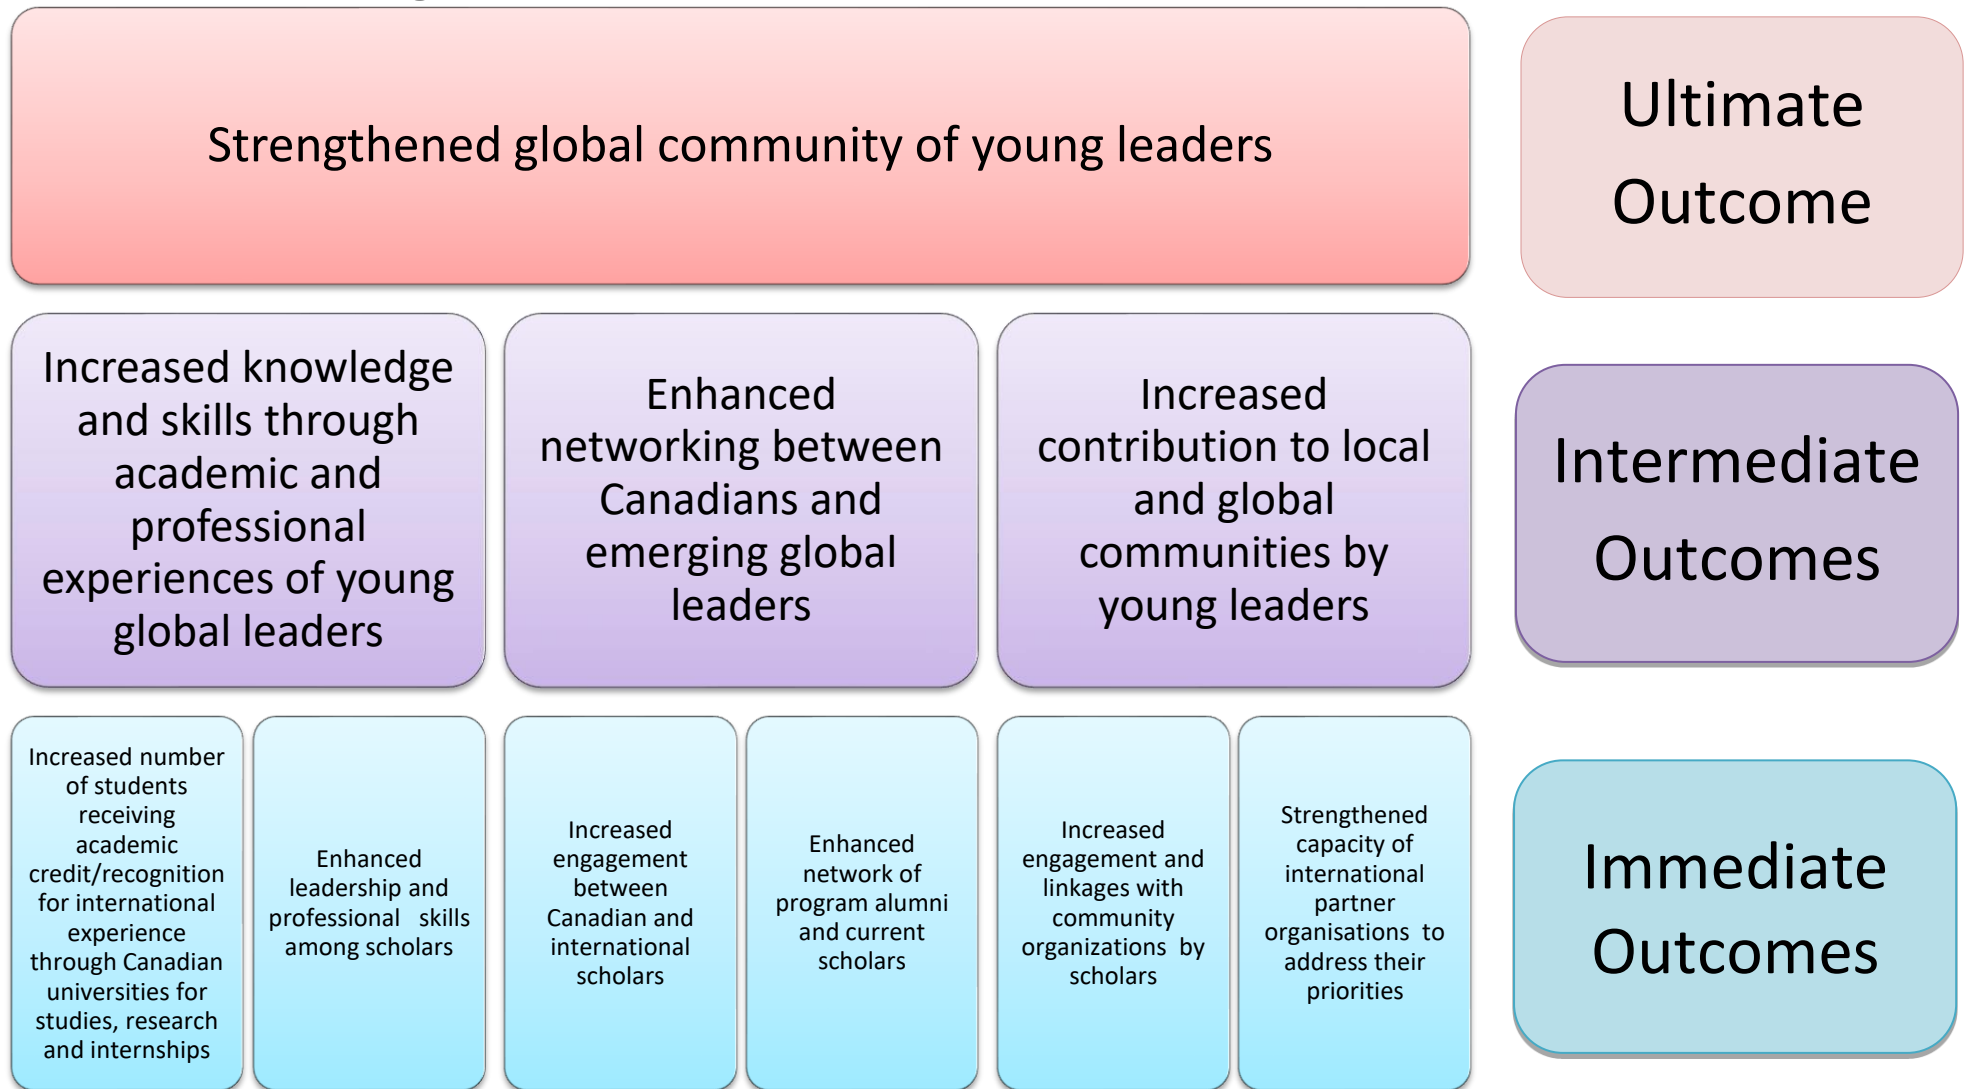 Strengthened global community of young leaders
Ultimate
Outcome
Increased knowledge
and skills through
academic and
professional
experiences of young
global leaders
Enhanced
networking between
Canadians and
emerging global
leaders
Increased
contribution to local
and global
communities by
young leaders
Intermediate
Outcomes
Increased number
of students
receiving
academic
credit/recognition
for international
experience
through Canadian
universities for
studies, research
and internships
Enhanced
leadership and
professional skills
among scholars
Increased
engagement
between
Canadian and
international
scholars
Enhanced
network of
program alumni
and current
scholars
Increased
engagement and
linkages with
community
organizations by
scholars
Strengthened
capacity of
international
partner
organisations to
address their
priorities
Immediate
Outcomes